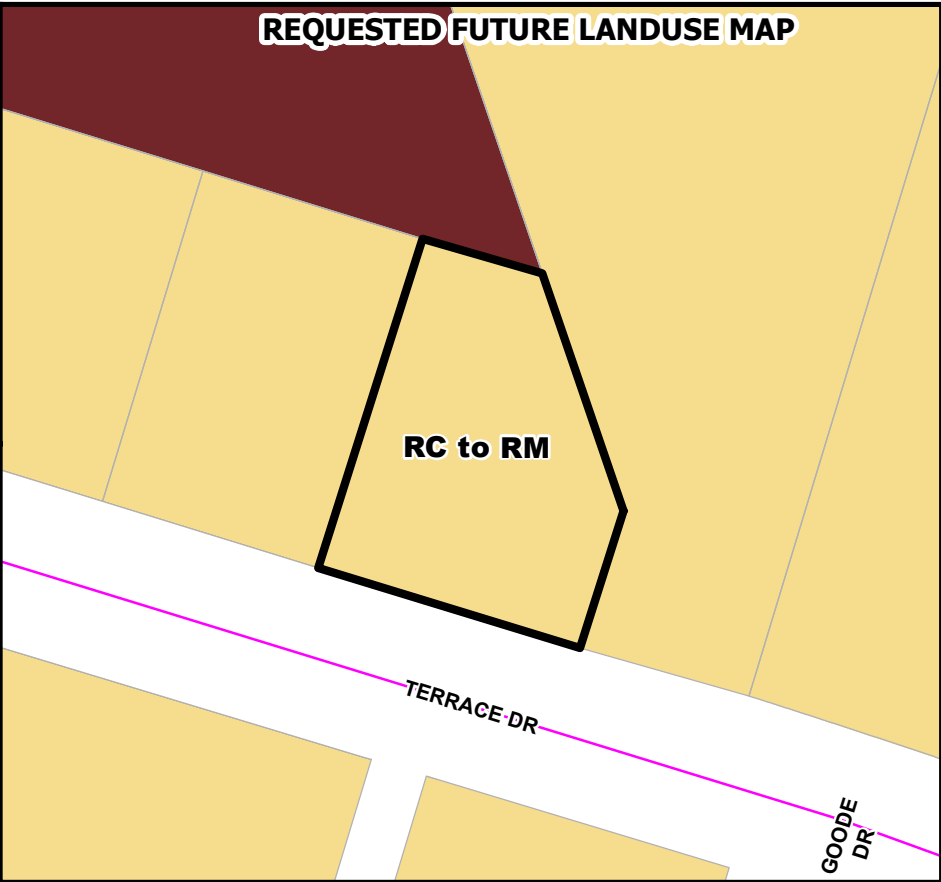 REQUESTED FUTURE LANDUSE MAP
RC to RM
TERRACE DR
GOODE
DR